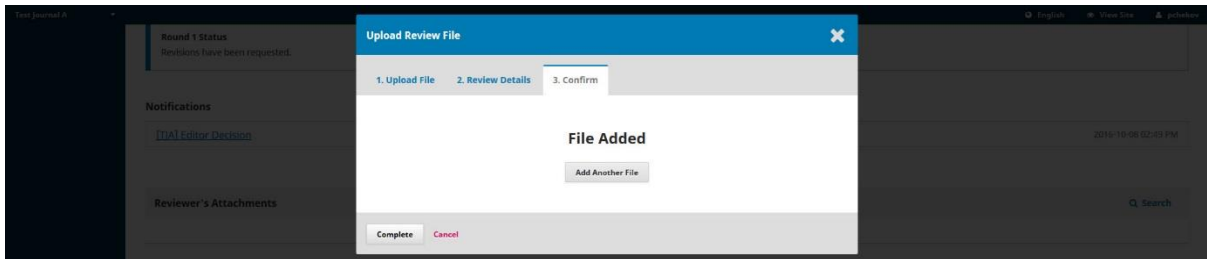 Test Journal A
English View Site pchekov
Round 1 Status
Revisions have been requested.
Upload Review File
1. Upload File 2. Review Details 3. Confirm
Notifications
[TJA] Editor Decision
2016-10-08 02:45 PM
File Added
Add Another File
Reviewer's Attachments
Search
Complete Cancel